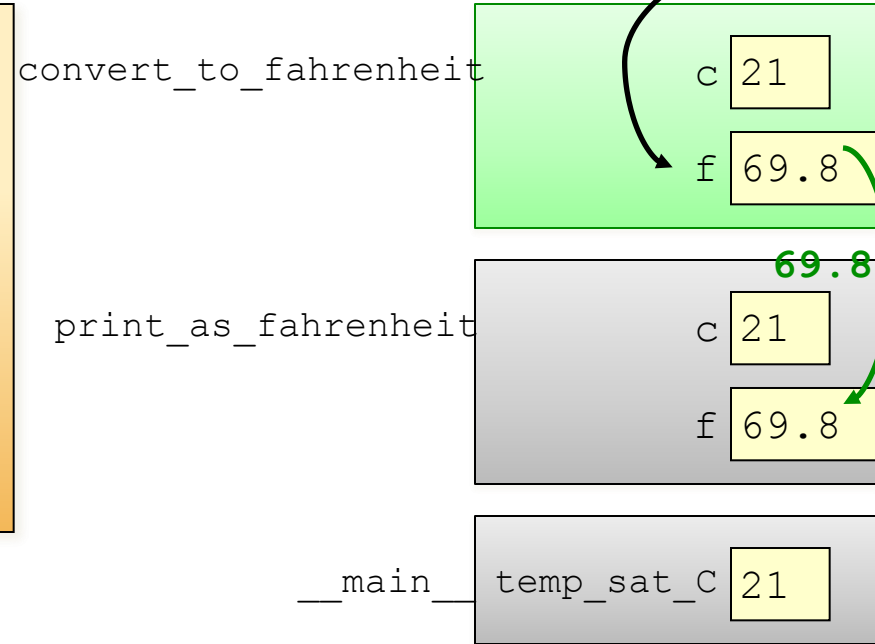 convert_to_fahrenheit c 21
f 69.8
69.8
print_as_fahrenheit c 21
f 69.8
__main__ temp_sat_C 21